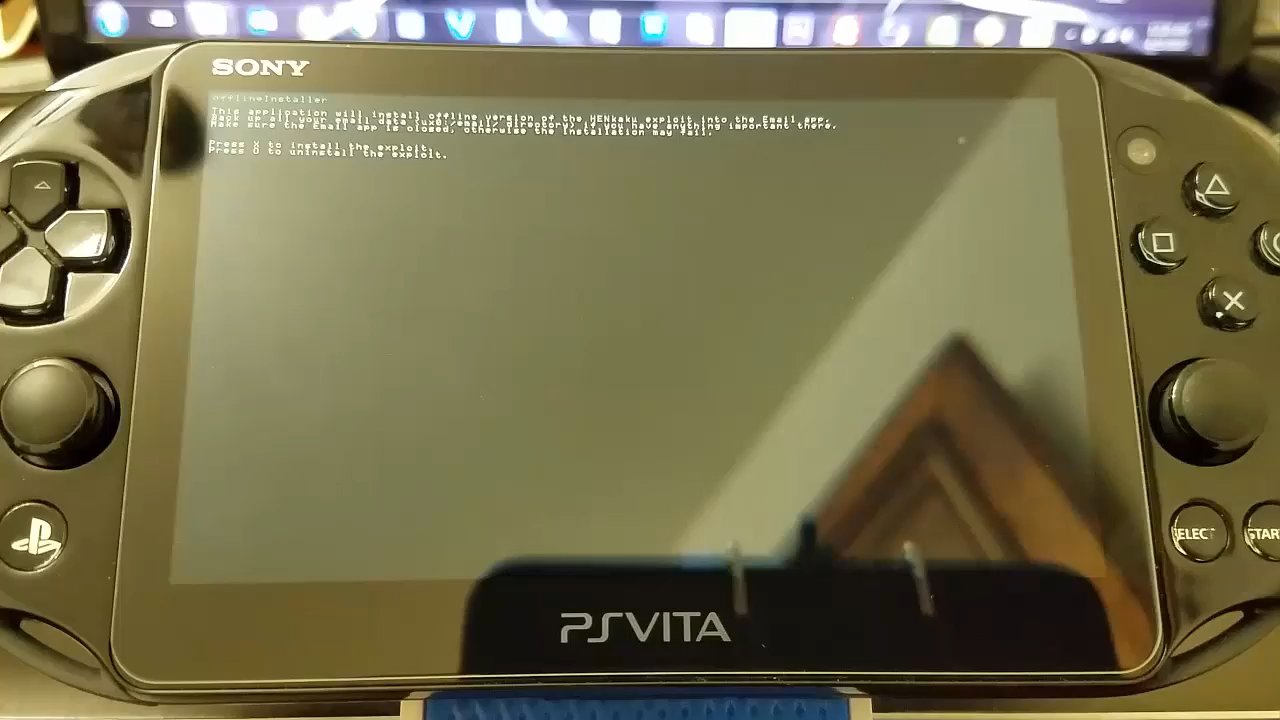 SONY
offlineInstaller
This application will install offline version of the HENkaku exploit into the Email app.
Back up all your email data (ux0:/email/ directory) if you have anything important there.
Make sure the Email app is closed, otherwise the installation may fail.
Press X to install the exploit.
Press O to uninstall the exploit.
SELECT
START
PSVITA